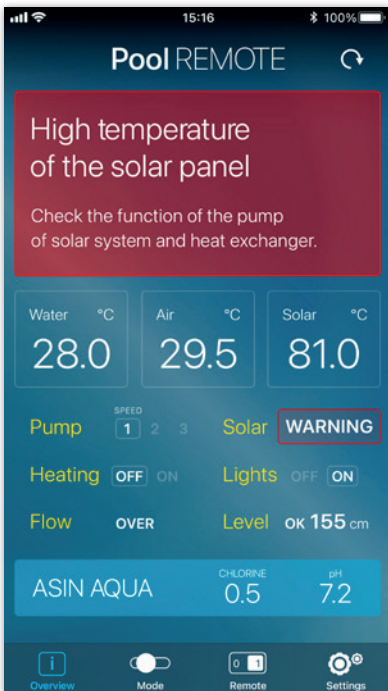 15:16 100%
Pool REMOTE
High temperature
of the solar panel
Check the function of the pump
of solar system and heat exchanger.
Water °C Air °C Solar °C
28.0 29.5 81.0
SPEED
Pump 1 2 3 Solar WARNING
Heating OFF ON Lights OFF ON
Flow OVER Level OK 155 cm
CHLORINE pH
ASIN AQUA 0.5 7.2
i 0 1
Overview Mode Remote Settings